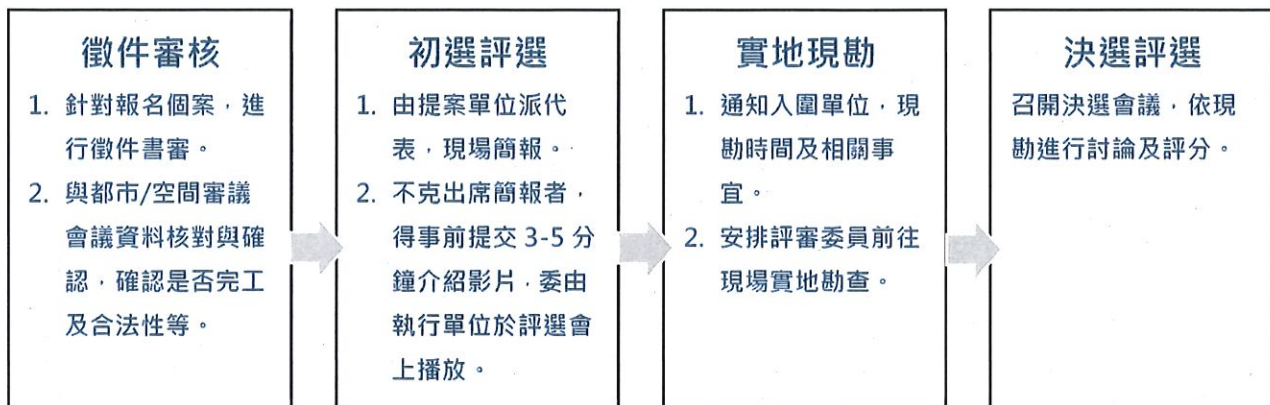 徵件審核
1. 針對報名個案，進
行徵件書審。
2. 與都市/空間審議
會議資料核對與確
認，確認是否完工
及合法性等。
初選評選
1. 由提案單位派代
表，現場簡報。
2. 不克出席簡報者，
得事前提交 3-5 分
鐘介紹影片，委由
執行單位於評選會
上播放。
實地現勘
1. 通知入圍單位，現
勘時間及相關事
宜。
2. 安排評審委員前往
現場實地勘查。
決選評選
召開決選會議，依現
勘進行討論及評分。